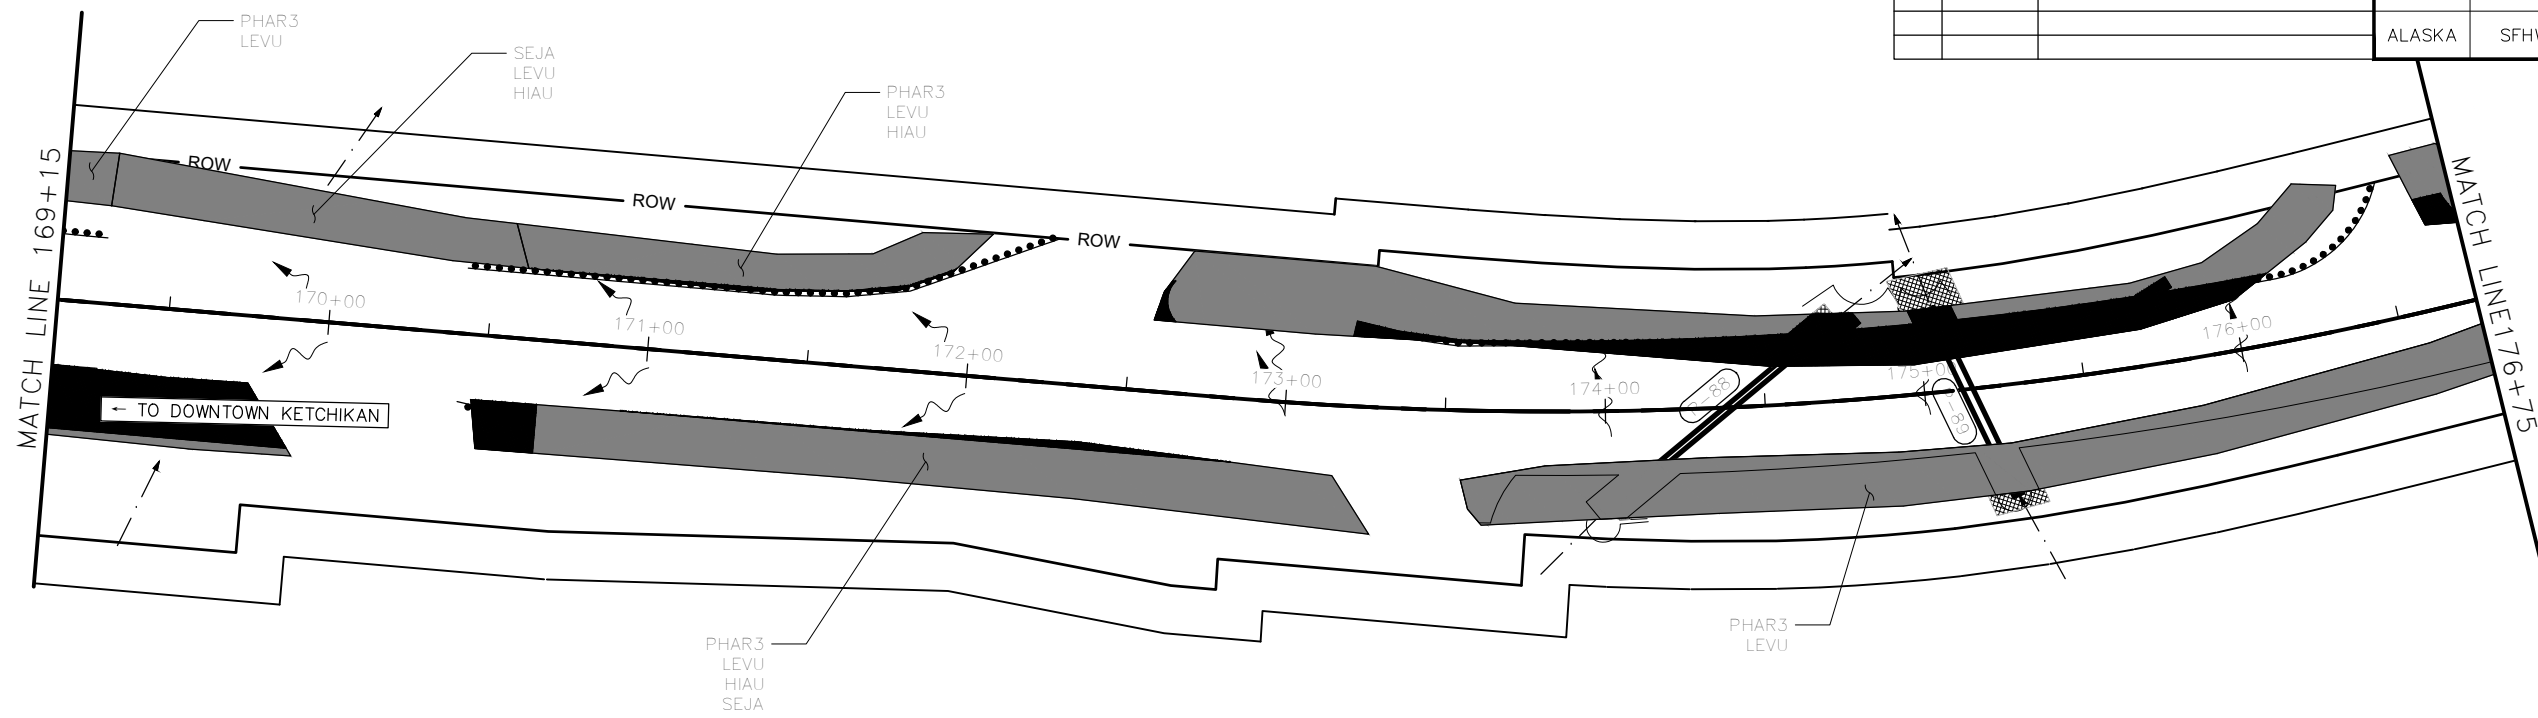 PHAR3
LEVU
SEJA
LEVU
HIAU
PHAR3
LEVU
HIAU
ALASKA
MATCH LINE 169+15
ROW
ROW
ROW
170+00
171+00
172+00
173+00
174+00
175+00
176+00
MATCH LINE 176+75
← TO DOWNTOWN KETCHIKAN
P-88
P-89
PHAR3
LEVU
HIAU
SEJA
PHAR3
LEVU